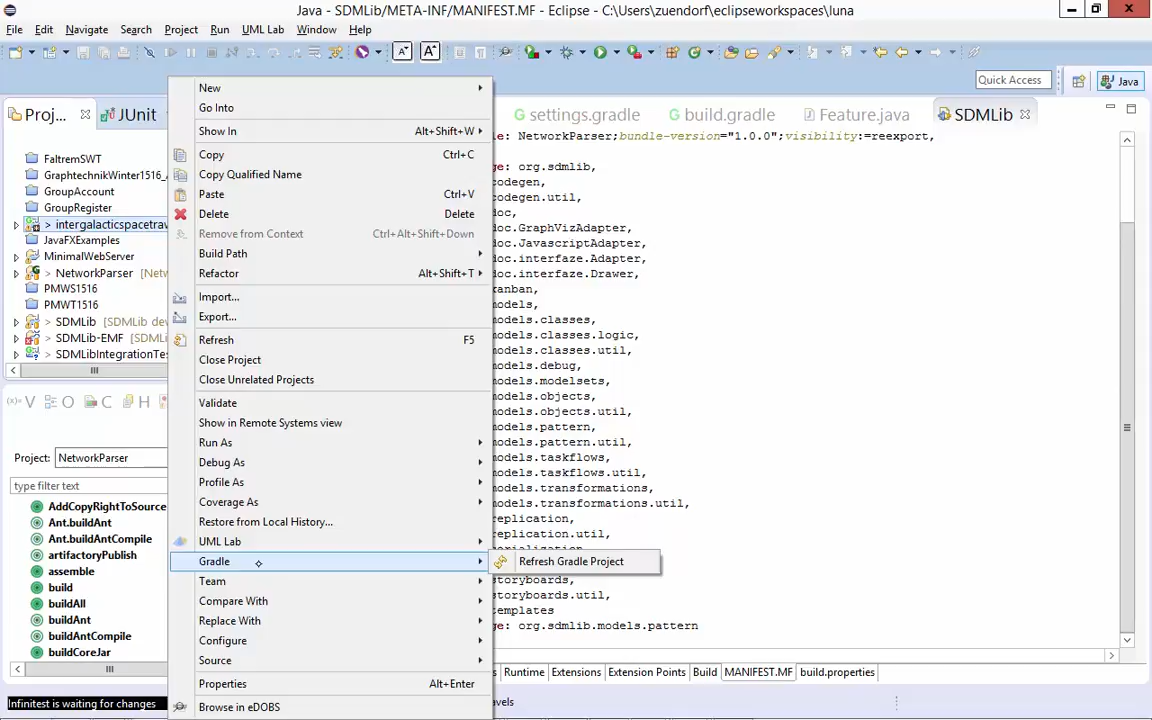 Java - SDMLib/META-INF/MANIFEST.MF - Eclipse - C:\Users\zuendorf\eclipseworkspaces\luna
File Edit Navigate Search Project Run UML Lab Window Help
Quick Access
Java
Proj...
JUnit
settings.gradle
build.gradle
Feature.java
SDMLib
FaltremSWT
GraphtechnikWinter1516_
GroupAccount
GroupRegister
> intergalacticspacetra
JavaFXExamples
MinimalWebServer
> NetworkParser [Netw
PMWS1516
PMWT1516
> SDMLib [SDMLib de
> SDMLib-EMF [SDMLi
> SDMLibIntegrationTes
V O C H
Project: NetworkParser
type filter text
AddCopyRightToSource
Ant.buildAnt
Ant.buildAntCompile
artifactoryPublish
assemble
build
buildAll
buildAnt
buildAntCompile
buildCoreJar
Infinitest is waiting for changes
New
Go Into
Show In Alt+Shift+W
Copy Ctrl+C
Copy Qualified Name
Paste Ctrl+V
Delete Delete
Remove from Context Ctrl+Alt+Shift+Down
Build Path
Refactor Alt+Shift+T
Import...
Export...
Refresh F5
Close Project
Close Unrelated Projects
Validate
Show in Remote Systems view
Run As
Debug As
Profile As
Coverage As
Restore from Local History...
UML Lab
Gradle
Team
Compare With
Replace With
Configure
Source
Properties Alt+Enter
Browse in eDOBS
Refresh Gradle Project
le: NetworkParser;bundle-version="1.0.0";visibility:=reexport,
ge: org.sdmlib,
codegen,
codegen.util,
doc,
doc.GraphVizAdapter,
doc.JavascriptAdapter,
doc.interfaze.Adapter,
doc.interfaze.Drawer,
kanban,
models,
models.classes,
models.classes.logic,
models.classes.util,
models.debug,
models.modelsets,
models.objects,
models.objects.util,
models.pattern,
models.pattern.util,
models.taskflows,
models.taskflows.util,
models.transformations,
models.transformations.util,
replication,
replication.util,
storyboards,
storyboards.util,
templates
ge: org.sdmlib.models.pattern
Runtime Extensions Extension Points Build MANIFEST.MF build.properties
avels